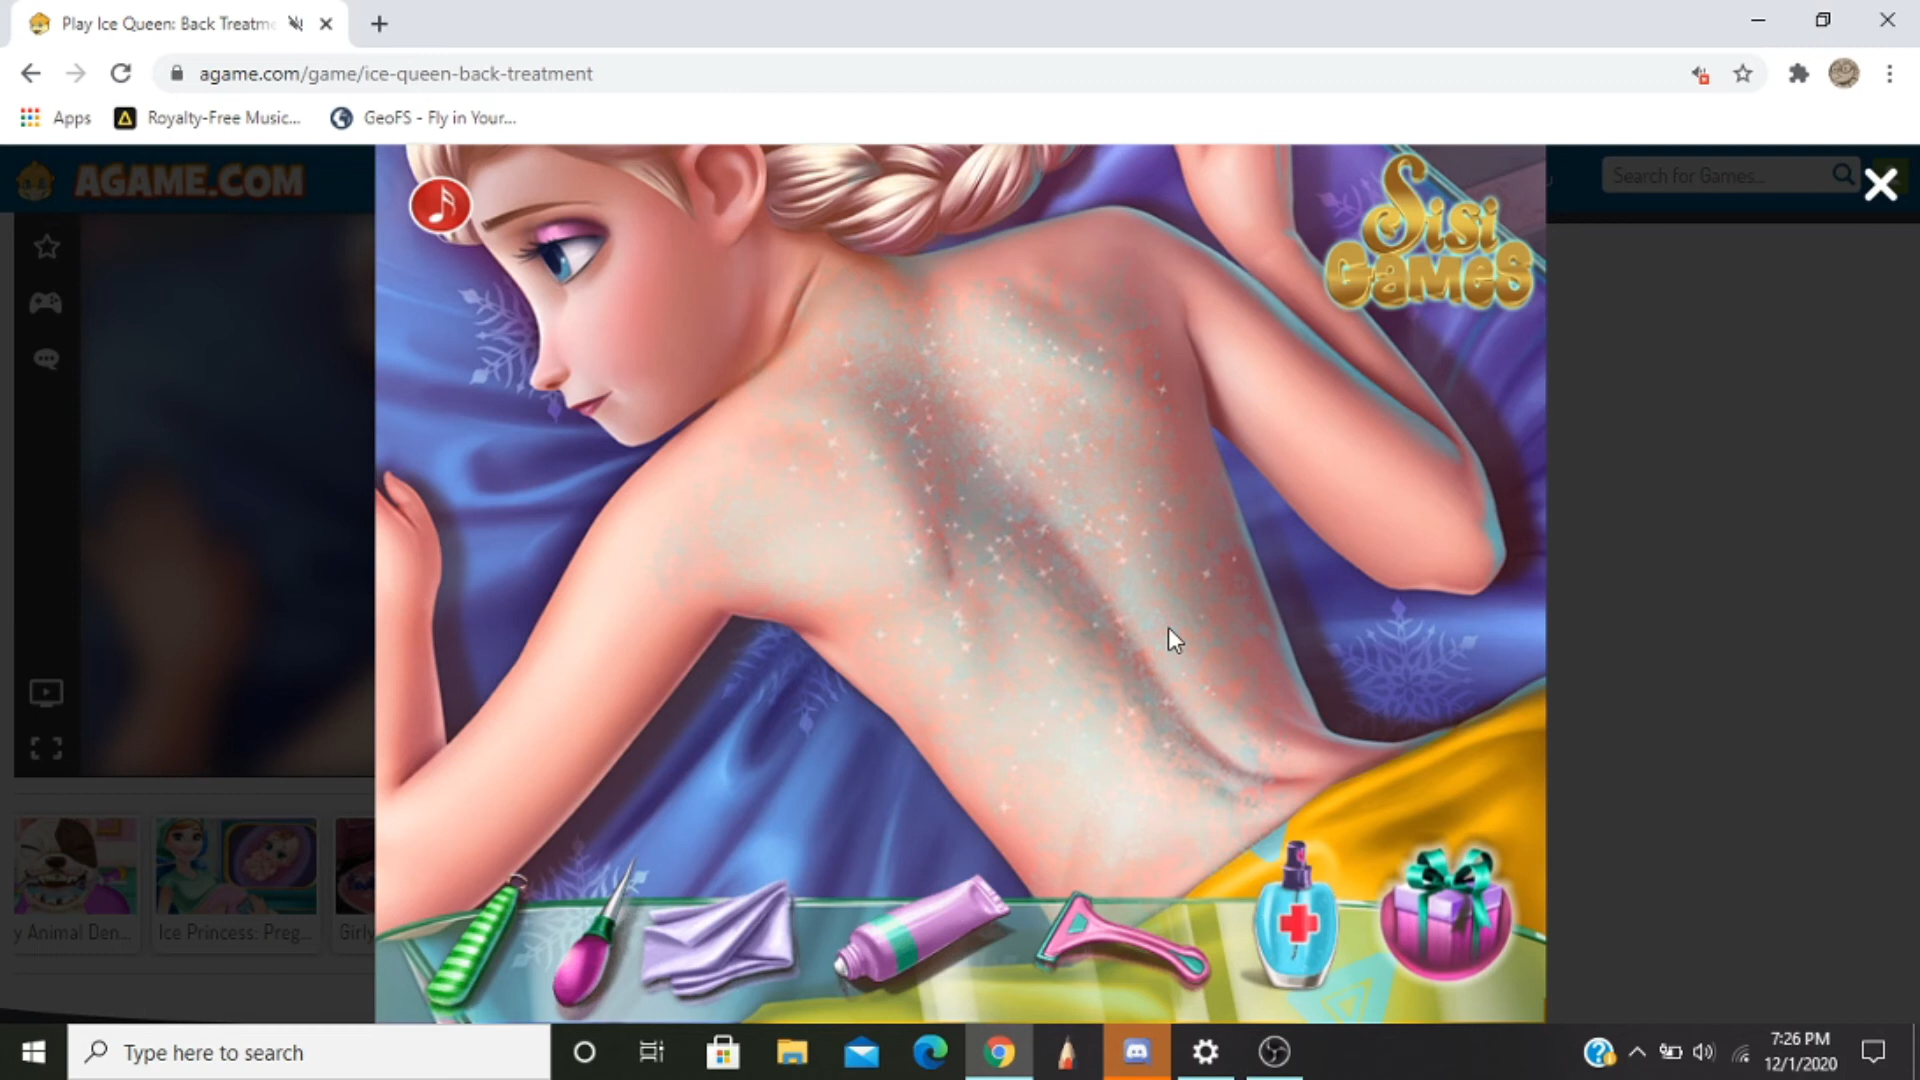 Play Ice Queen: Back Treatme
agame.com/game/ice-queen-back-treatment
Apps
Royalty-Free Music...
GeoFS - Fly in Your...
AGAME.COM
Search for Games...
Sisi
Games
y Animal Den...
Ice Princess: Preg...
Girly
Type here to search
7:26 PM
12/1/2020